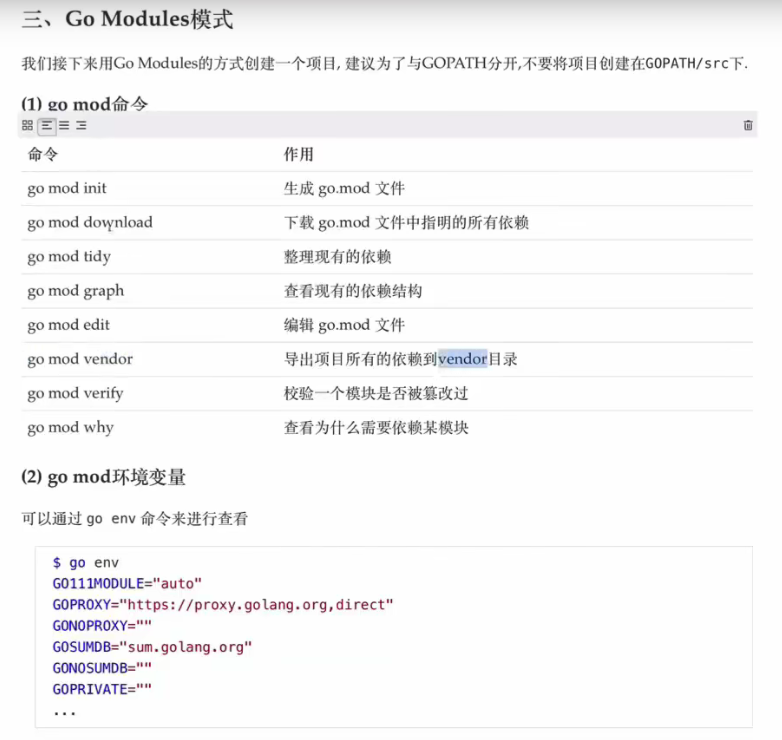 三、Go Modules模式
我们接下来用Go Modules的方式创建一个项目, 建议为了与GOPATH分开,不要将项目创建在GOPATH/src下.
(1) go mod命令
命令 作用
go mod init 生成 go.mod 文件
go mod download 下载 go.mod 文件中指明的所有依赖
go mod tidy 整理现有的依赖
go mod graph 查看现有的依赖结构
go mod edit 编辑 go.mod 文件
go mod vendor 导出项目所有的依赖到vendor目录
go mod verify 校验一个模块是否被篡改过
go mod why 查看为什么需要依赖某模块
(2) go mod环境变量
可以通过 go env 命令来进行查看
$ go env
GO111MODULE="auto"
GOPROXY="https://proxy.golang.org,direct"
GONOPROXY=""
GOSUMDB="sum.golang.org"
GONOSUMDB=""
GOPRIVATE=""
...